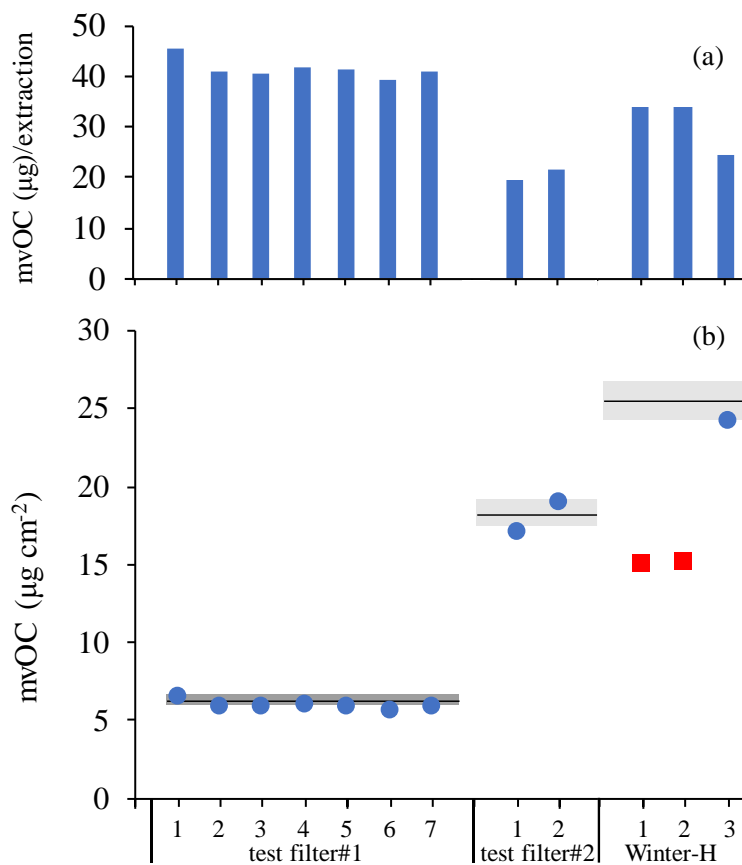 50
(a)
40
30
20
10
0
mvOC (µg)/extraction
30
(b)
25
20
15
10
5
0
mvOC (µg cm-2)
1 2 3 4 5 6 7 1 2 1 2 3
test filter#1 test filter#2 Winter-H